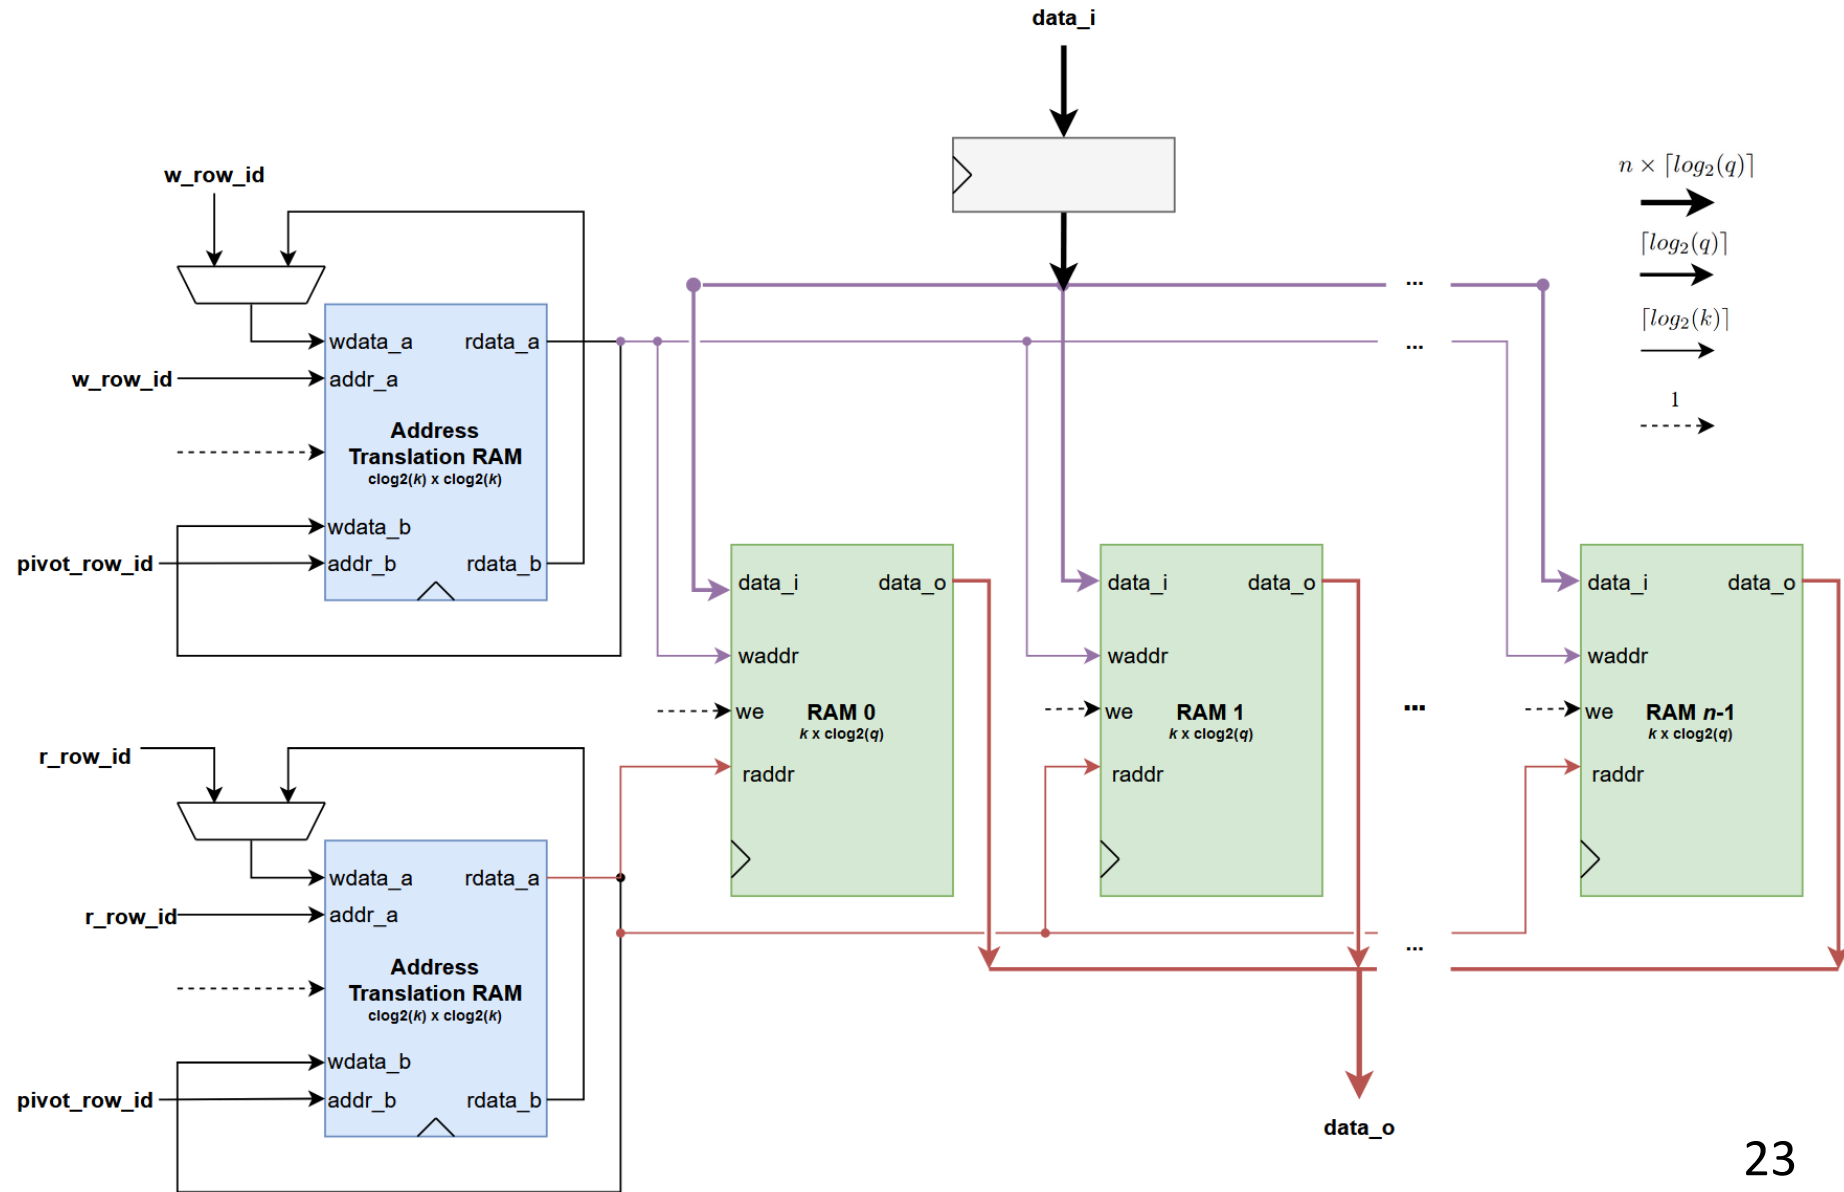 data_i
w_row_id
wdata_a
rdata_a
w_row_id
addr_a
Address
Translation RAM
clog2(k) x clog2(k)
wdata_b
pivot_row_id
addr_b
rdata_b
n × ⌈log₂(q)⌉
⌈log₂(q)⌉
⌈log₂(k)⌉
1
...
...
data_i
data_o
waddr
we
RAM 0
k x clog2(q)
raddr
data_i
data_o
waddr
we
RAM 1
k x clog2(q)
raddr
...
data_i
data_o
waddr
we
RAM n-1
k x clog2(q)
raddr
r_row_id
wdata_a
rdata_a
r_row_id
addr_a
Address
Translation RAM
clog2(k) x clog2(k)
wdata_b
pivot_row_id
addr_b
rdata_b
...
data_o
23